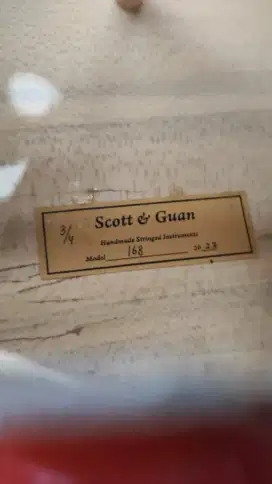 3/4
Scott & Guan
Handmade Stringed Instruments
Model 168 20 23